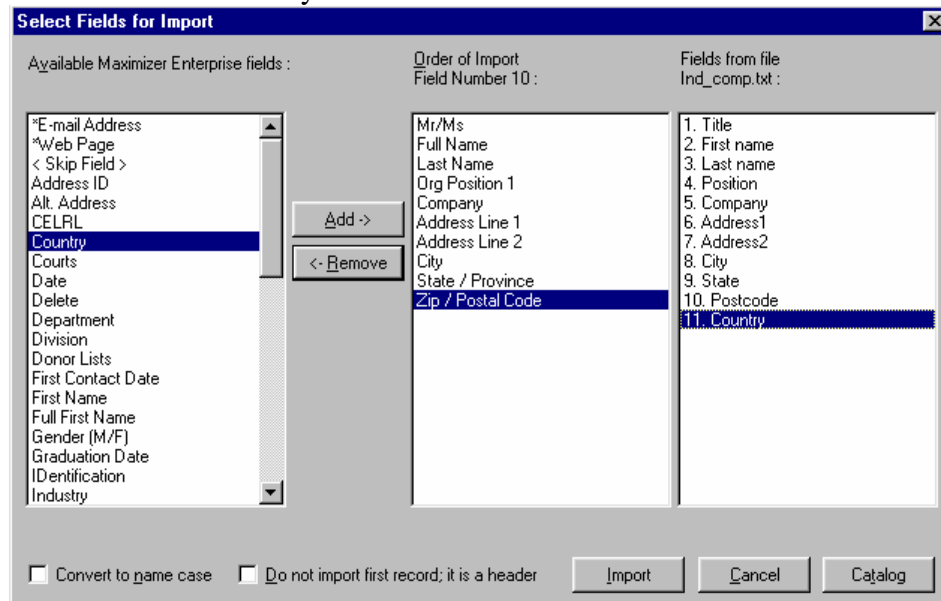 Select Fields for Import
Available Maximizer Enterprise fields :
*E-mail Address
*Web Page
< Skip Field >
Address ID
Alt. Address
CELRL
Country
Courts
Date
Delete
Department
Division
Donor Lists
First Contact Date
First Name
Full First Name
Gender (M/F)
Graduation Date
IDentification
Industry
Add ->
<- Remove
Order of Import
Field Number 10 :
Mr/Ms
Full Name
Last Name
Org Position 1
Company
Address Line 1
Address Line 2
City
State / Province
Zip / Postal Code
Fields from file
Ind_comp.txt :
1. Title
2. First name
3. Last name
4. Position
5. Company
6. Address1
7. Address2
8. City
9. State
10. Postcode
11. Country
Convert to name case
Do not import first record; it is a header
Import
Cancel
Catalog